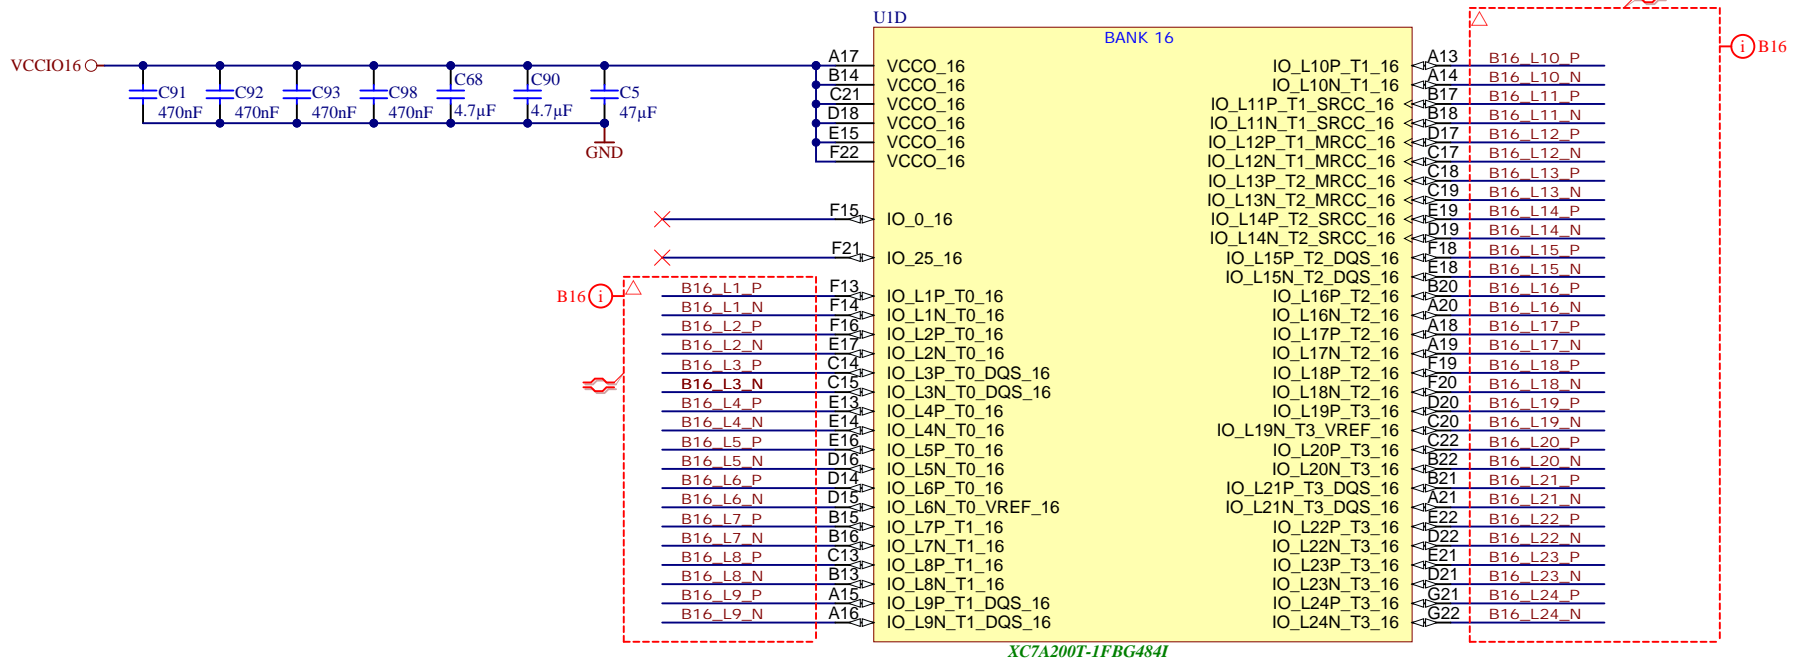 U1D
BANK 16
VCCIO16
C91
470nF
C92
470nF
C93
470nF
C98
470nF
C68
4.7µF
C90
4.7µF
C5
47µF
GND
A17 VCCO_16
B14 VCCO_16
C21 VCCO_16
D18 VCCO_16
E15 VCCO_16
F22 VCCO_16
F15 IO_0_16
F21 IO_25_16
B16 i
B16_L1_P F13 IO_L1P_T0_16
B16_L1_N F14 IO_L1N_T0_16
B16_L2_P F16 IO_L2P_T0_16
B16_L2_N E17 IO_L2N_T0_16
B16_L3_P C14 IO_L3P_T0_DQS_16
B16_L3_N C15 IO_L3N_T0_DQS_16
B16_L4_P E13 IO_L4P_T0_16
B16_L4_N E14 IO_L4N_T0_16
B16_L5_P E16 IO_L5P_T0_16
B16_L5_N D16 IO_L5N_T0_16
B16_L6_P D14 IO_L6P_T0_16
B16_L6_N D15 IO_L6N_T0_VREF_16
B16_L7_P B15 IO_L7P_T1_16
B16_L7_N B16 IO_L7N_T1_16
B16_L8_P C13 IO_L8P_T1_16
B16_L8_N B13 IO_L8N_T1_16
B16_L9_P A15 IO_L9P_T1_DQS_16
B16_L9_N A16 IO_L9N_T1_DQS_16
IO_L10P_T1_16 A13 B16_L10_P
IO_L10N_T1_16 A14 B16_L10_N
IO_L11P_T1_SRCC_16 B17 B16_L11_P
IO_L11N_T1_SRCC_16 B18 B16_L11_N
IO_L12P_T1_MRCC_16 D17 B16_L12_P
IO_L12N_T1_MRCC_16 C17 B16_L12_N
IO_L13P_T2_MRCC_16 C18 B16_L13_P
IO_L13N_T2_MRCC_16 C19 B16_L13_N
IO_L14P_T2_SRCC_16 E19 B16_L14_P
IO_L14N_T2_SRCC_16 D19 B16_L14_N
IO_L15P_T2_DQS_16 F18 B16_L15_P
IO_L15N_T2_DQS_16 E18 B16_L15_N
IO_L16P_T2_16 B20 B16_L16_P
IO_L16N_T2_16 A20 B16_L16_N
IO_L17P_T2_16 A18 B16_L17_P
IO_L17N_T2_16 A19 B16_L17_N
IO_L18P_T2_16 F19 B16_L18_P
IO_L18N_T2_16 F20 B16_L18_N
IO_L19P_T3_16 D20 B16_L19_P
IO_L19N_T3_VREF_16 C20 B16_L19_N
IO_L20P_T3_16 C22 B16_L20_P
IO_L20N_T3_16 B22 B16_L20_N
IO_L21P_T3_DQS_16 B21 B16_L21_P
IO_L21N_T3_DQS_16 A21 B16_L21_N
IO_L22P_T3_16 E22 B16_L22_P
IO_L22N_T3_16 D22 B16_L22_N
IO_L23P_T3_16 E21 B16_L23_P
IO_L23N_T3_16 D21 B16_L23_N
IO_L24P_T3_16 G21 B16_L24_P
IO_L24N_T3_16 G22 B16_L24_N
i B16
XC7A200T-1FBG484I